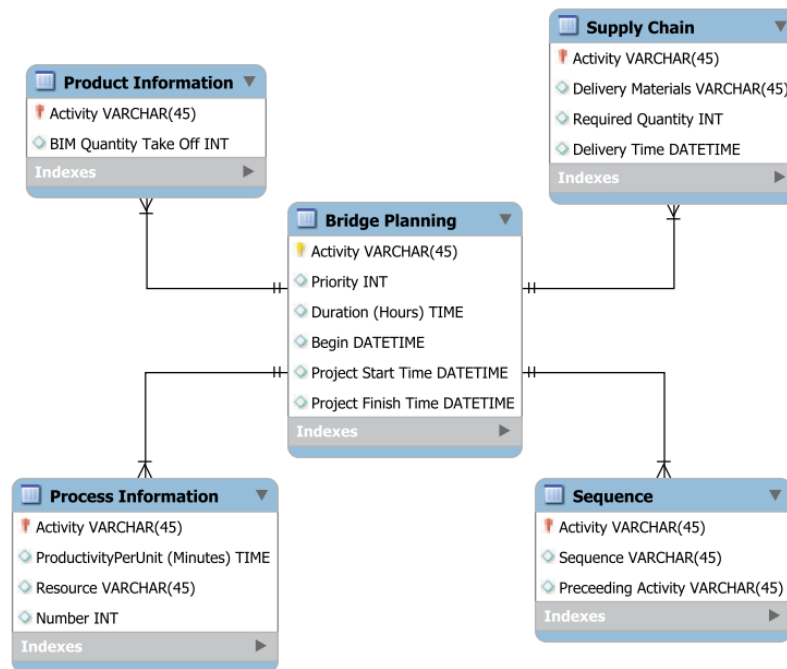 Product Information
Activity VARCHAR(45)
BIM Quantity Take Off INT
Indexes
Supply Chain
Activity VARCHAR(45)
Delivery Materials VARCHAR(45)
Required Quantity INT
Delivery Time DATETIME
Indexes
Bridge Planning
Activity VARCHAR(45)
Priority INT
Duration (Hours) TIME
Begin DATETIME
Project Start Time DATETIME
Project Finish Time DATETIME
Indexes
Process Information
Activity VARCHAR(45)
ProductivityPerUnit (Minutes) TIME
Resource VARCHAR(45)
Number INT
Indexes
Sequence
Activity VARCHAR(45)
Sequence VARCHAR(45)
Preceeding Activity VARCHAR(45)
Indexes